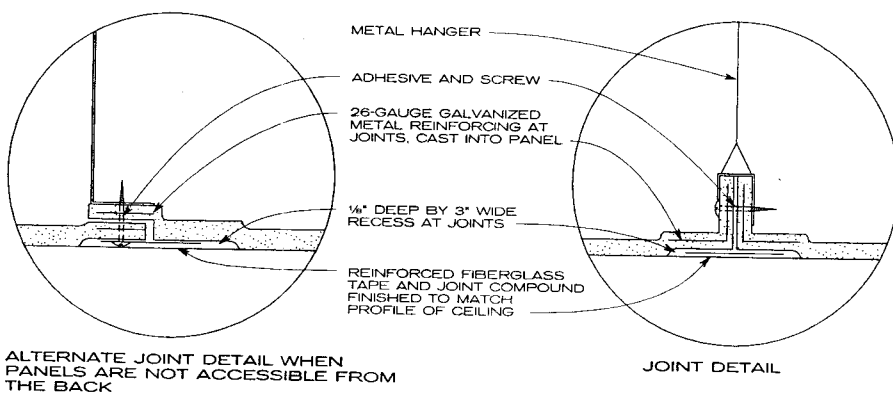 METAL HANGER
ADHESIVE AND SCREW
26-GAUGE GALVANIZED
METAL REINFORCING AT
JOINTS, CAST INTO PANEL
⅛" DEEP BY 3" WIDE
RECESS AT JOINTS
REINFORCED FIBERGLASS
TAPE AND JOINT COMPOUND
FINISHED TO MATCH
PROFILE OF CEILING
ALTERNATE JOINT DETAIL WHEN
PANELS ARE NOT ACCESSIBLE FROM
THE BACK
JOINT DETAIL